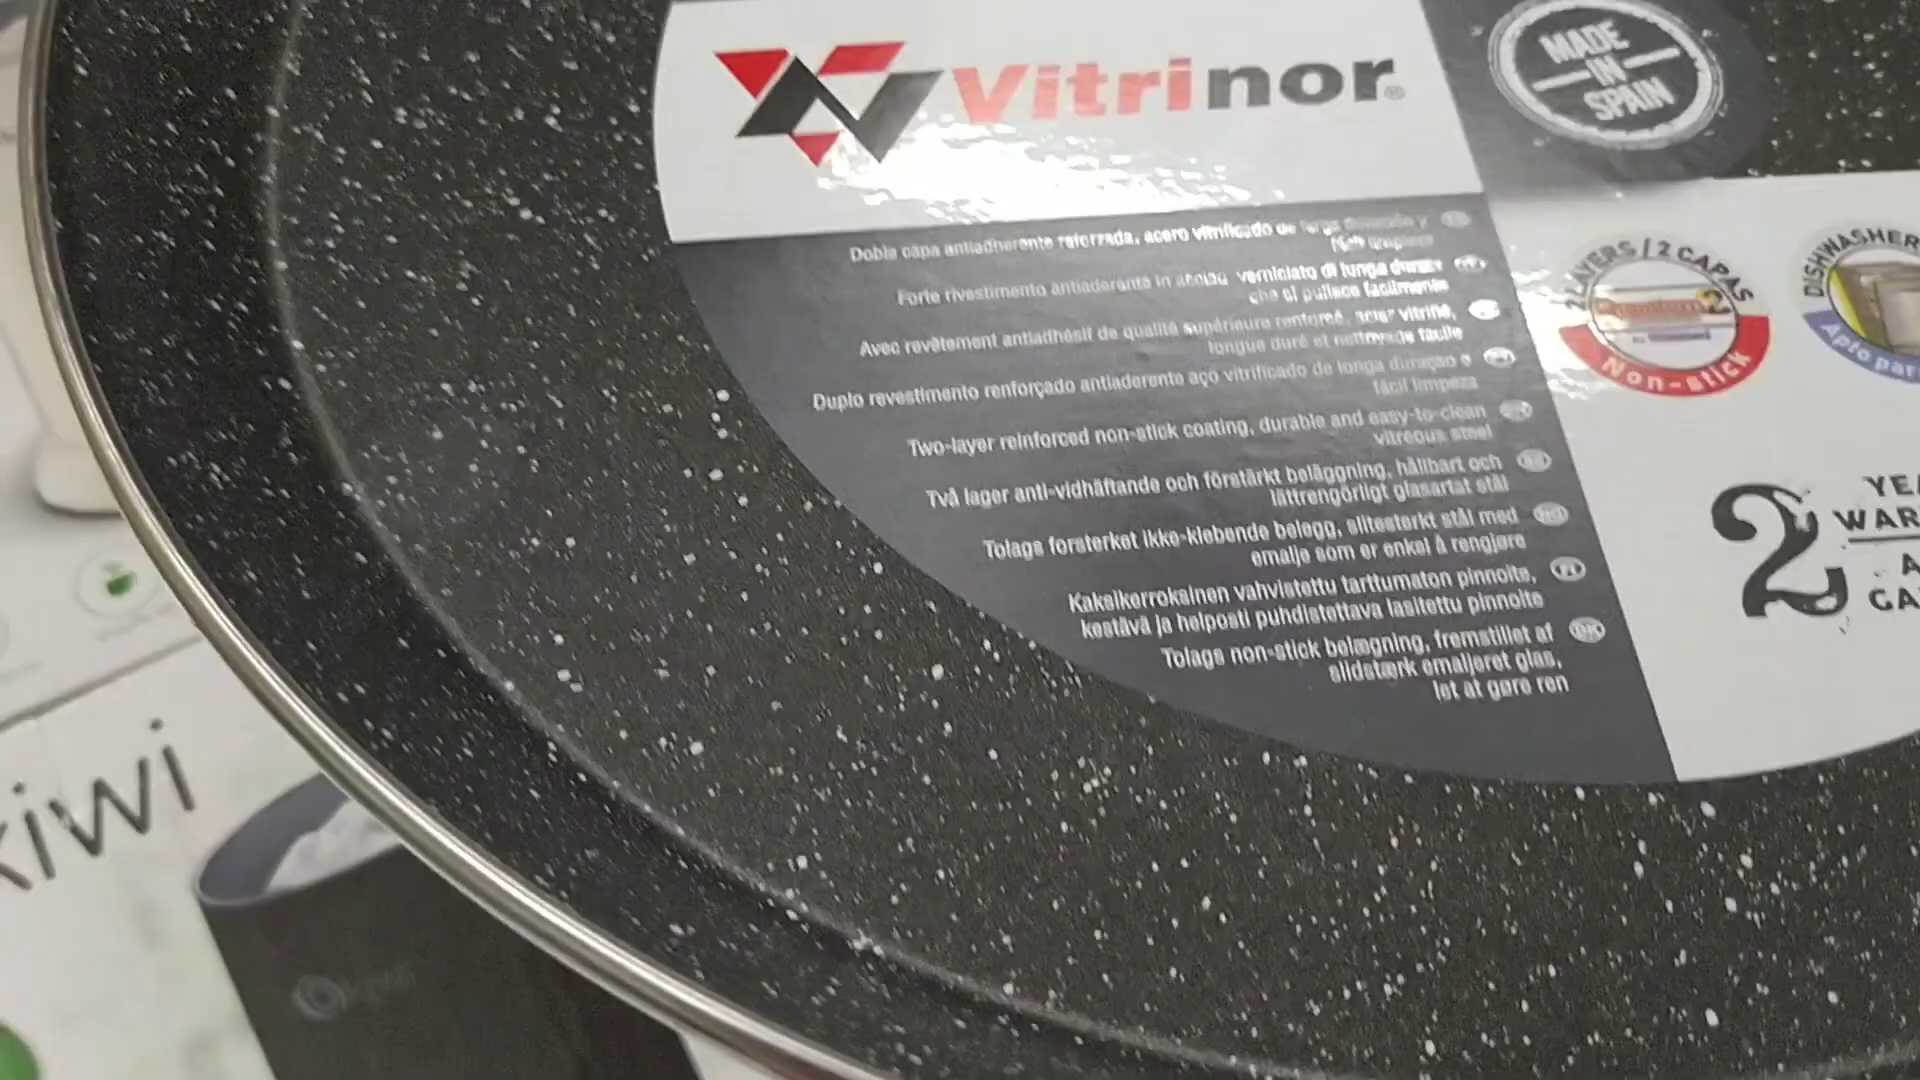 Vitrinor®
MADE
IN
SPAIN
Doble capa antiadherente reforzada, acero vitrificado de larga duración y
fácil limpieza
Forte rivestimento antiaderente in acciaio verniciato di lunga durata
che si pulisce facilmente
Avec revêtement antiadhésif de qualité supérieure renforcé, acier vitrifié,
longue duré et nettoyage facile
Duplo revestimento renforçado antiaderente aço vitrificado de longa duraçao e
fácil limpeza
Two-layer reinforced non-stick coating, durable and easy-to-clean
vitreous steel
Två lager anti-vidhäftande och förstärkt beläggning, hållbart och
lättrengörligt glasartat stål
Tolags forsterket ikke-klebende belegg, slitesterkt stål med
emalje som er enkel å rengjøre
Kaksikerroksinen vahvistettu tarttumaton pinnoite,
kestävä ja helposti puhdistettava lasitettu pinnoite
Tolags non-stick belægning, fremstillet af
slidstærk emaljeret glas,
let at gøre ren
2 LAYERS / 2 CAPAS
Non-stick
DISHWASHER
Apto par
2
YEA
WAR
A
GA
kiwi